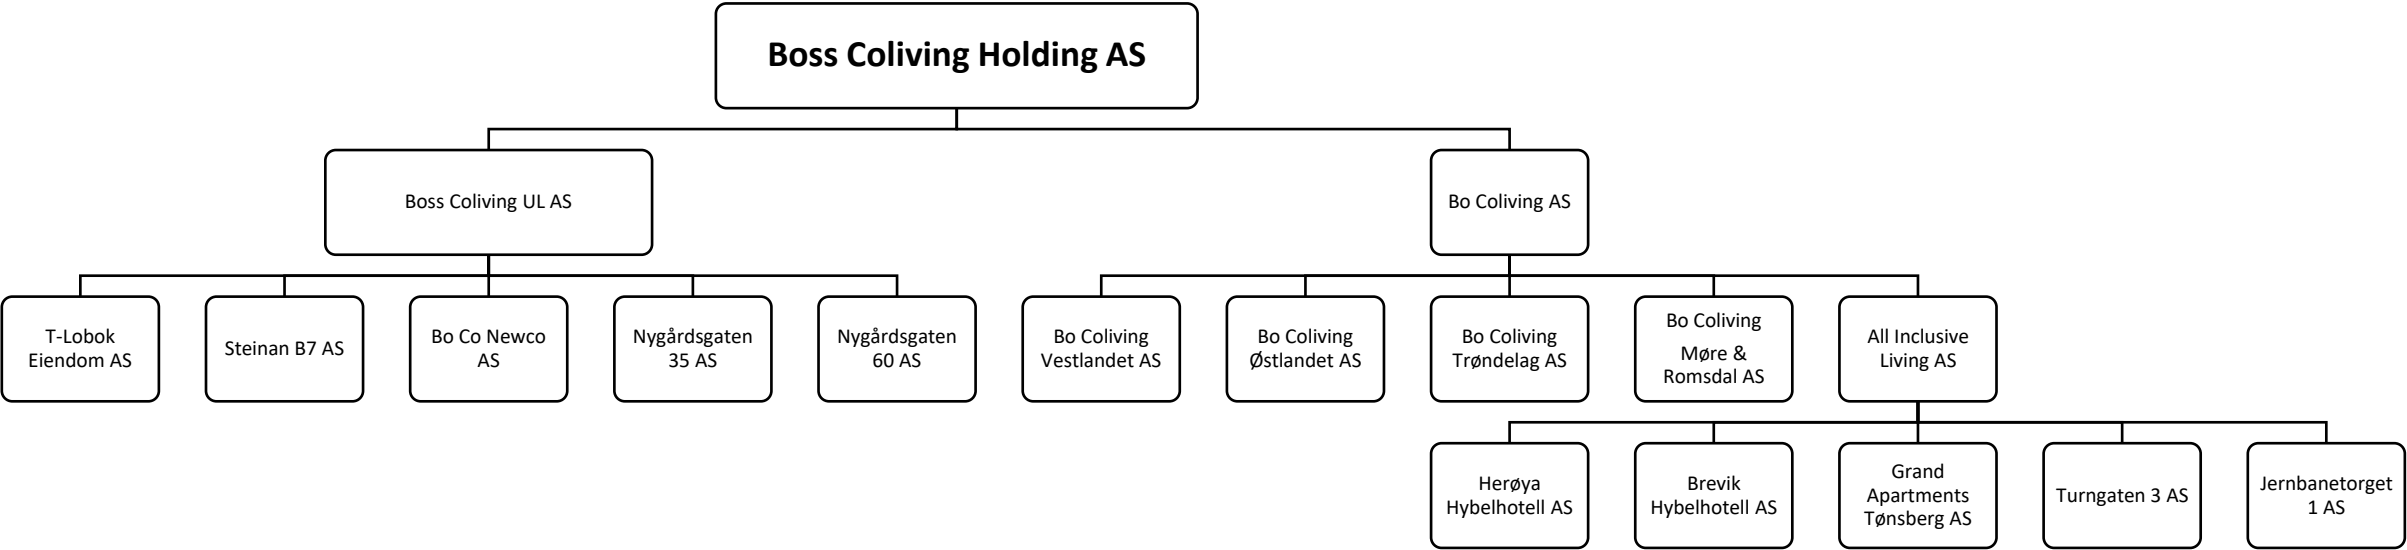 Boss Coliving Holding AS
Boss Coliving UL AS
Bo Coliving AS
T-Lobok
Eiendom AS
Steinan B7 AS
Bo Co Newco
AS
Nygårdsgaten
35 AS
Nygårdsgaten
60 AS
Bo Coliving
Vestlandet AS
Bo Coliving
Østlandet AS
Bo Coliving
Trøndelag AS
Bo Coliving
Møre &
Romsdal AS
All Inclusive
Living AS
Herøya
Hybelhotell AS
Brevik
Hybelhotell AS
Grand
Apartments
Tønsberg AS
Turngaten 3 AS
Jernbanetorget
1 AS